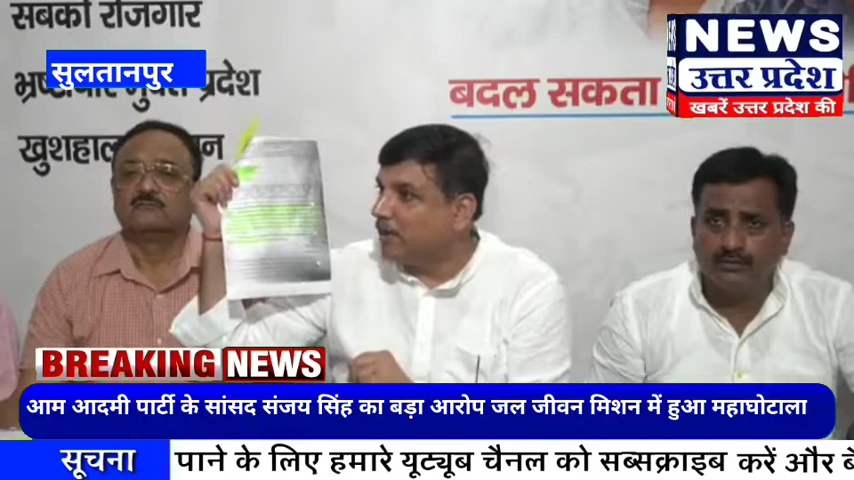 सबको रोजगार
NEWS
उत्तर प्रदेश
खबरें उत्तर प्रदेश की
सुलतानपुर
प्रदेश
बदल सकता
BREAKING NEWS
आम आदमी पार्टी के सांसद संजय सिंह का बड़ा आरोप जल जीवन मिशन में हुआ महाघोटाला
सूचना
पाने के लिए हमारे यूट्यूब चैनल को सब्सक्राइब करें और